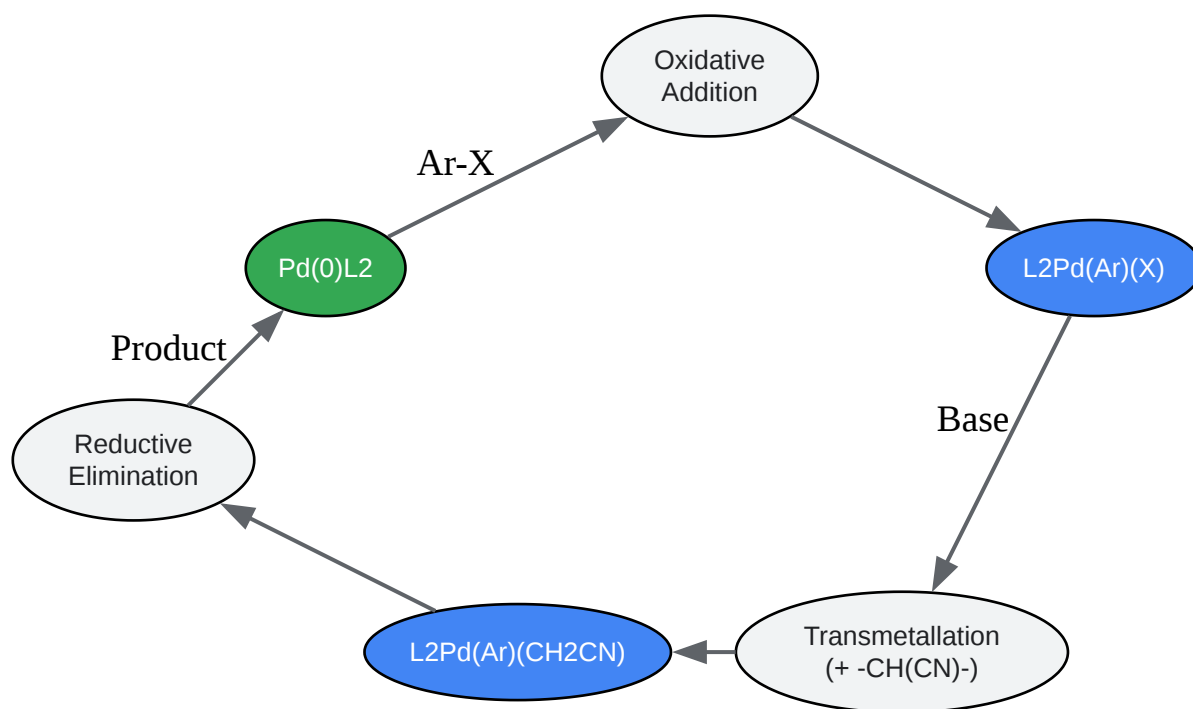 Oxidative
Addition
Ar-X
Pd(0)L2
L2Pd(Ar)(X)
Product
Base
Reductive
Elimination
L2Pd(Ar)(CH2CN)
Transmetallation
(+ -CH(CN)-)